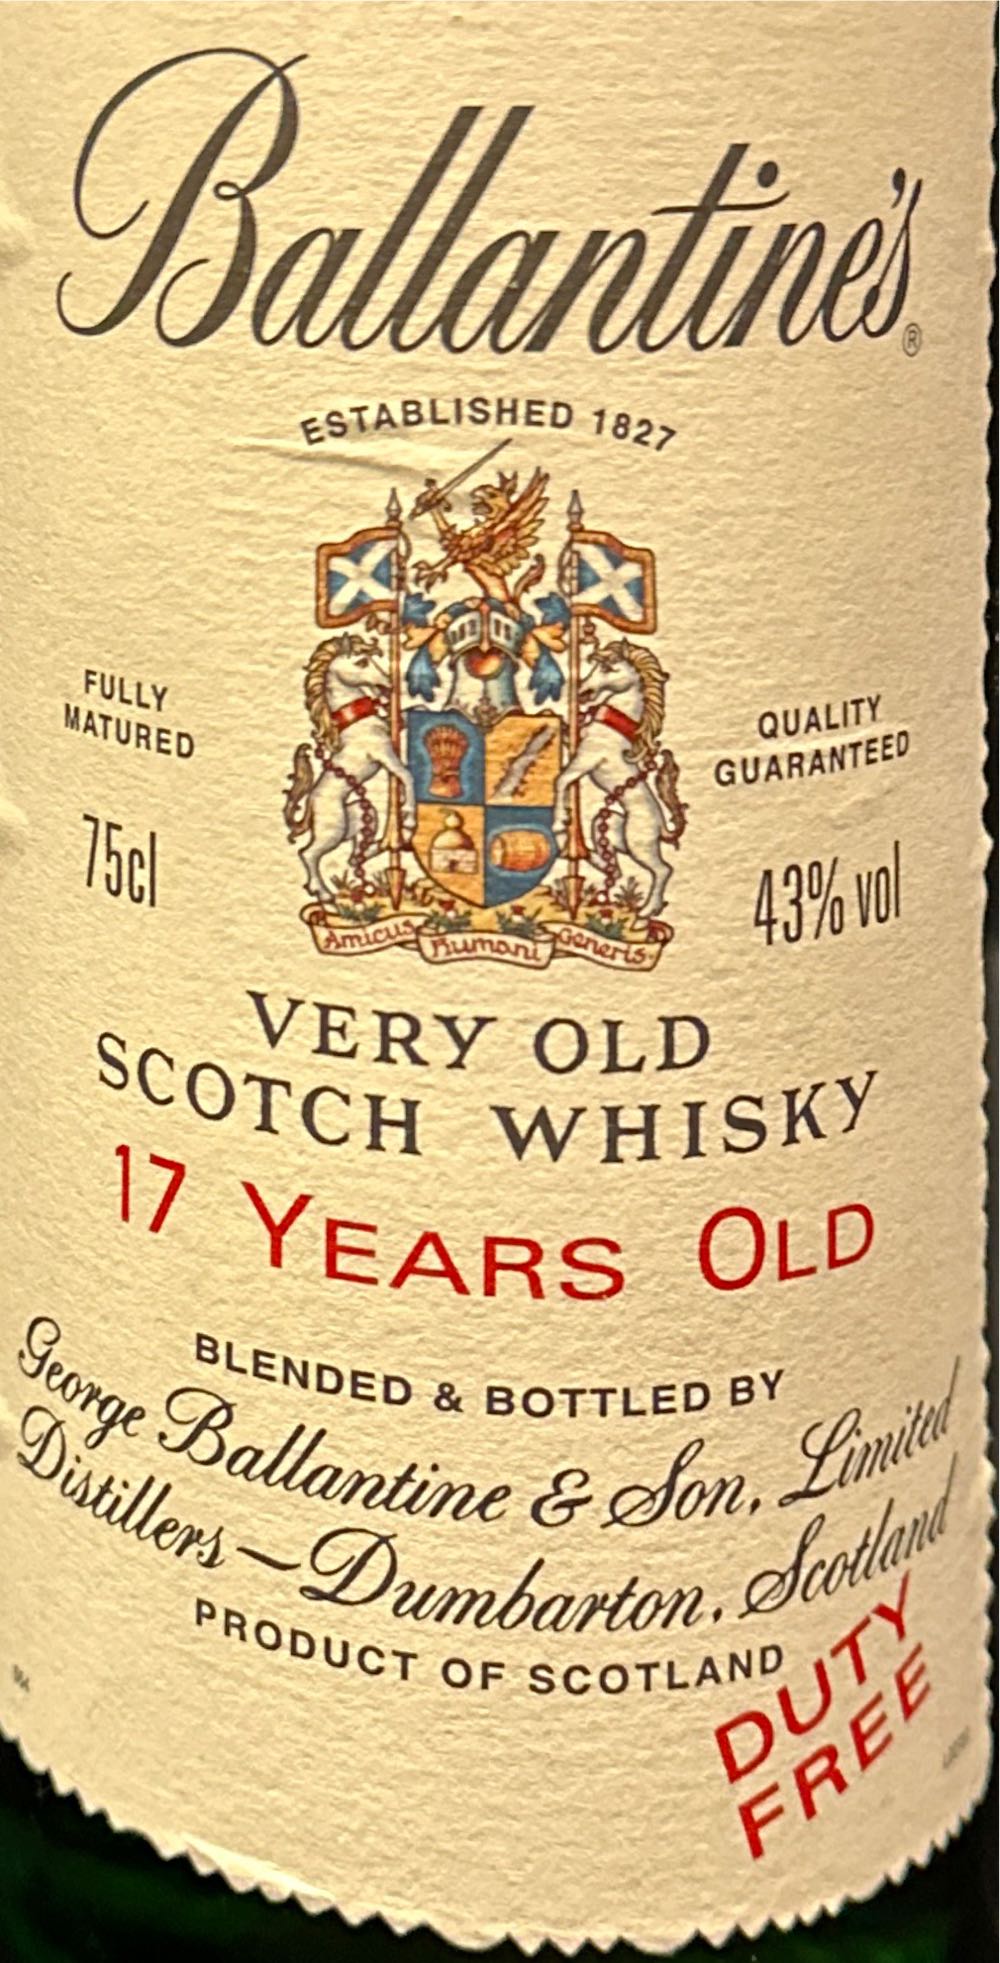 Ballantine's®
ESTABLISHED 1827
FULLY
MATURED
QUALITY
GUARANTEED
75cl
43% vol
Amicus Humani Generis
VERY OLD
SCOTCH WHISKY
17 YEARS OLD
BLENDED & BOTTLED BY
George Ballantine & Son, Limited
Distillers – Dumbarton, Scotland
PRODUCT OF SCOTLAND
DUTY
FREE